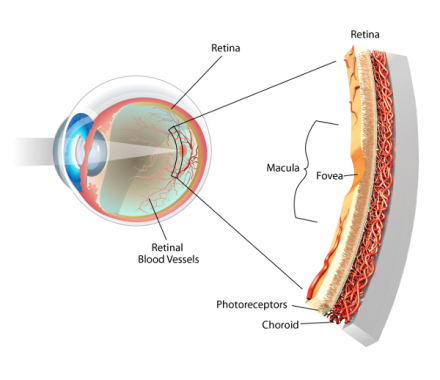 Retina
Retina
Macula
Fovea
Retinal
Blood Vessels
Photoreceptors
Choroid